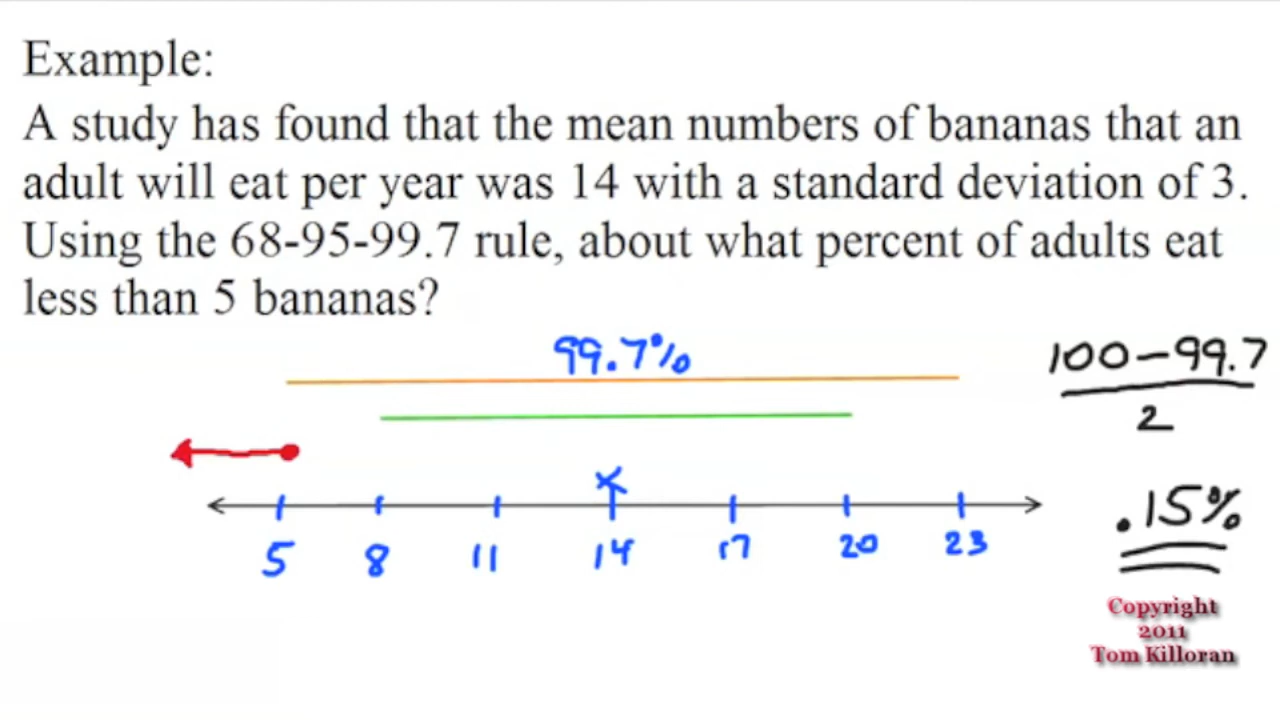 Example:
A study has found that the mean numbers of bananas that an
adult will eat per year was 14 with a standard deviation of 3.
Using the 68-95-99.7 rule, about what percent of adults eat
less than 5 bananas?
99.7%
100-99.7
2
.15%
5 8 11 14 17 20 23
Copyright
2011
Tom Killoran